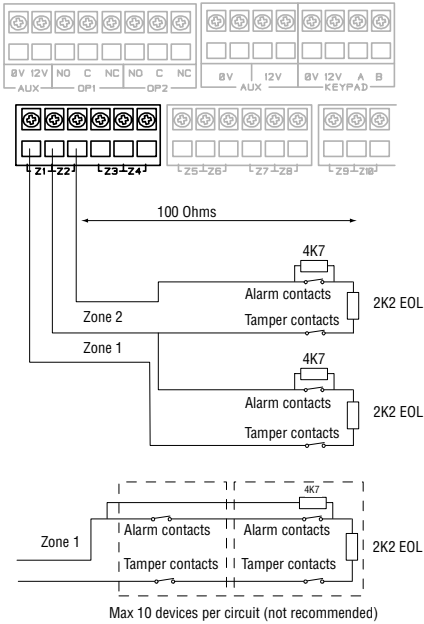 0V 12V NO C NC NO C NC
AUX OP1 OP2
0V 12V
AUX
0V 12V A B
KEYPAD
Z1 Z2 Z3 Z4
Z5 Z6 Z7 Z8
Z9 Z10
100 Ohms
4K7
Alarm contacts
2K2 EOL
Zone 2
Tamper contacts
Zone 1
4K7
Alarm contacts
2K2 EOL
Tamper contacts
4K7
Zone 1
Alarm contacts
Alarm contacts
2K2 EOL
Tamper contacts
Tamper contacts
Max 10 devices per circuit (not recommended)